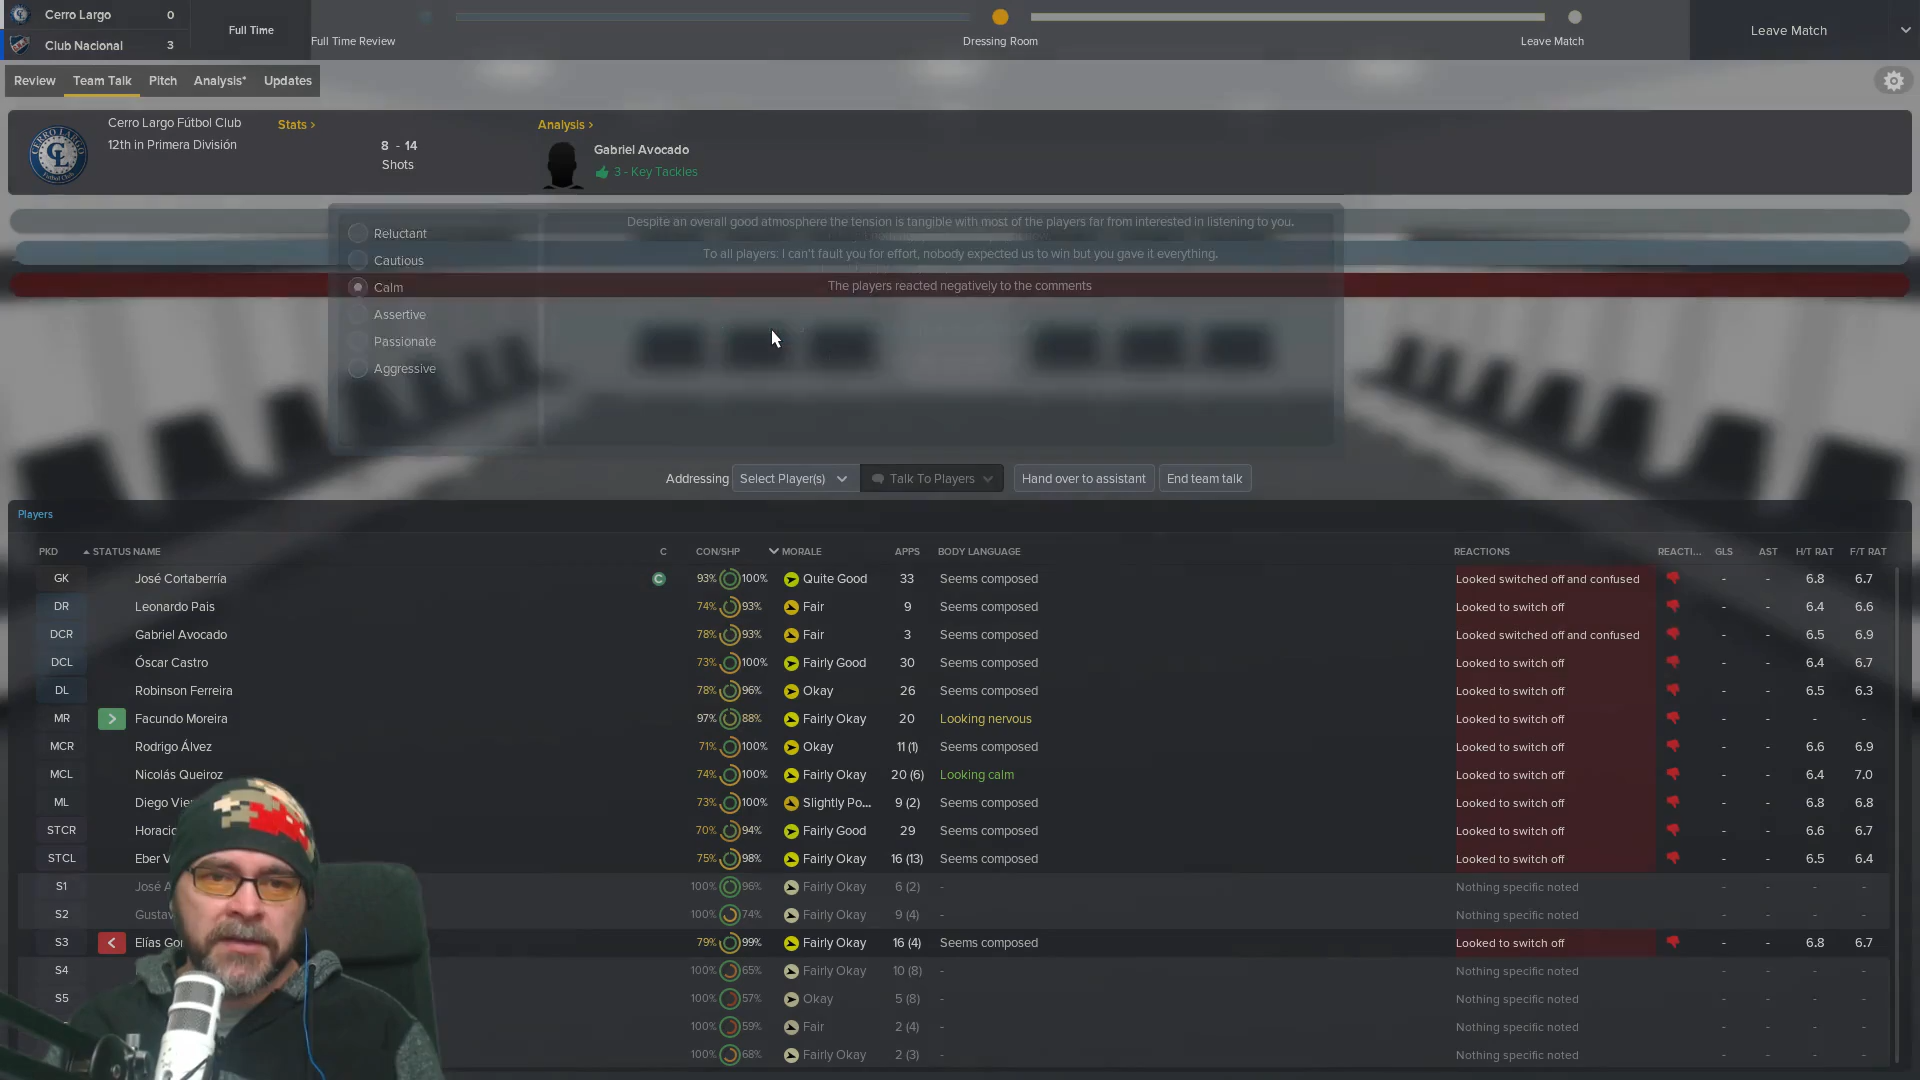 Cerro Largo 0
Club Nacional 3
Full Time
Full Time Review
Dressing Room
Leave Match
Leave Match
Review Team Talk Pitch Analysis* Updates
Cerro Largo Fútbol Club
12th in Primera División
Stats >
8 - 14
Shots
Analysis >
Gabriel Avocado
3 - Key Tackles
CERRO LARGO
CL
Reluctant
Cautious
Calm
Assertive
Passionate
Aggressive
Despite an overall good atmosphere the tension is tangible with most of the players far from interested in listening to you.
To all players: I can't fault you for effort, nobody expected us to win but you gave it everything.
The players reacted negatively to the comments
Addressing Select Player(s) Talk To Players Hand over to assistant End team talk
Players
PKD STATUS NAME C CON/SHP MORALE APPS BODY LANGUAGE REACTIONS REACTI... GLS AST H/T RAT F/T RAT
GK José Cortaberría C 93% 100% Quite Good 33 Seems composed Looked switched off and confused - - 6.8 6.7
DR Leonardo Pais 74% 93% Fair 9 Seems composed Looked to switch off - - 6.4 6.6
DCR Gabriel Avocado 78% 93% Fair 3 Seems composed Looked switched off and confused - - 6.5 6.9
DCL Óscar Castro 73% 100% Fairly Good 30 Seems composed Looked to switch off - - 6.4 6.7
DL Robinson Ferreira 78% 96% Okay 26 Seems composed Looked to switch off - - 6.5 6.3
MR Facundo Moreira 97% 88% Fairly Okay 20 Looking nervous Looked to switch off - - - -
MCR Rodrigo Álvez 71% 100% Okay 11 (1) Seems composed Looked to switch off - - 6.6 6.9
MCL Nicolás Queiroz 74% 100% Fairly Okay 20 (6) Looking calm Looked to switch off - - 6.4 7.0
ML Diego Vie 73% 100% Slightly Po... 9 (2) Seems composed Looked to switch off - - 6.8 6.8
STCR Horacio 70% 94% Fairly Good 29 Seems composed Looked to switch off - - 6.6 6.7
STCL Eber V 75% 98% Fairly Okay 16 (13) Seems composed Looked to switch off - - 6.5 6.4
S1 José A 100% 96% Fairly Okay 6 (2) - Nothing specific noted - - - -
S2 Gustav 100% 74% Fairly Okay 9 (4) - Nothing specific noted - - - -
S3 Elías Go 79% 99% Fairly Okay 16 (4) Seems composed Looked to switch off - - 6.8 6.7
S4 100% 65% Fairly Okay 10 (8) - Nothing specific noted - - - -
S5 100% 57% Okay 5 (8) - Nothing specific noted - - - -
100% 59% Fair 2 (4) - Nothing specific noted - - - -
100% 68% Fairly Okay 2 (3) - Nothing specific noted - - - -